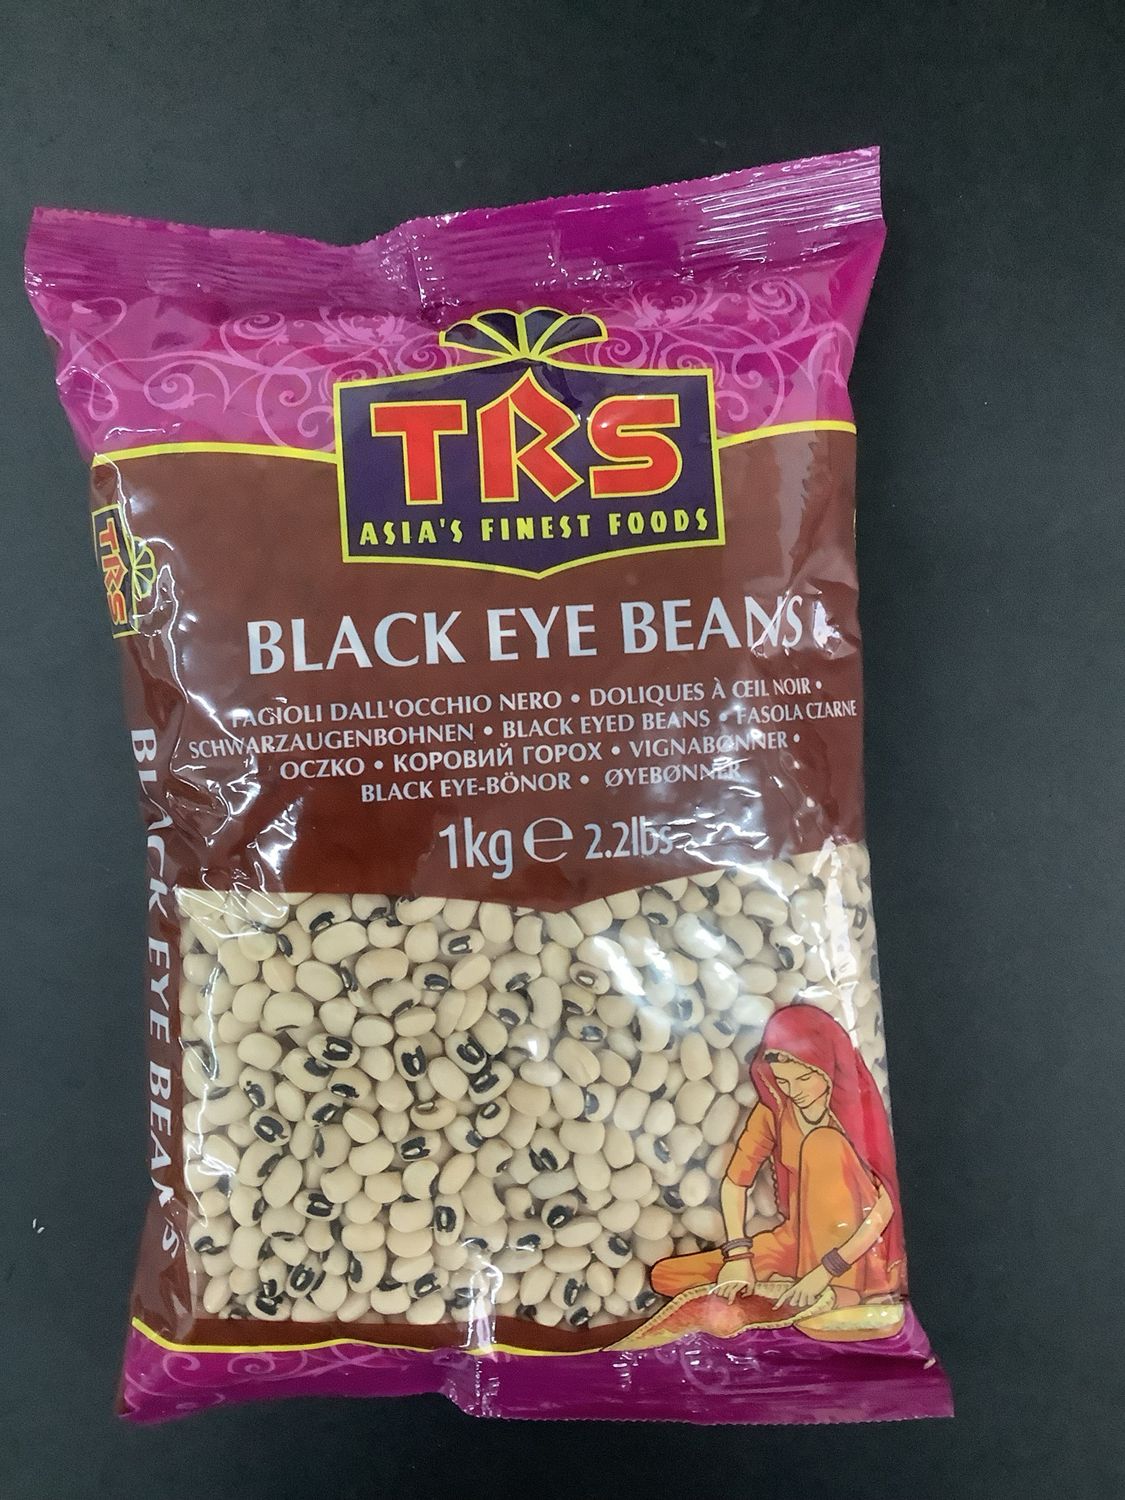 TRS
ASIA'S FINEST FOODS
BLACK EYE BEANS
FAGIOLI DALL'OCCHIO NERO • DOLIQUES À ŒIL NOIR •
SCHWARZAUGENBOHNEN • BLACK EYED BEANS • FASOLA CZARNE
OCZKO • КОРОВИЙ ГОРОХ • VIGNABØNNER •
BLACK EYE-BÖNOR • ØYEBØNNER
1kg ℮ 2.2lbs
TRS
BLACK EYE BEANS